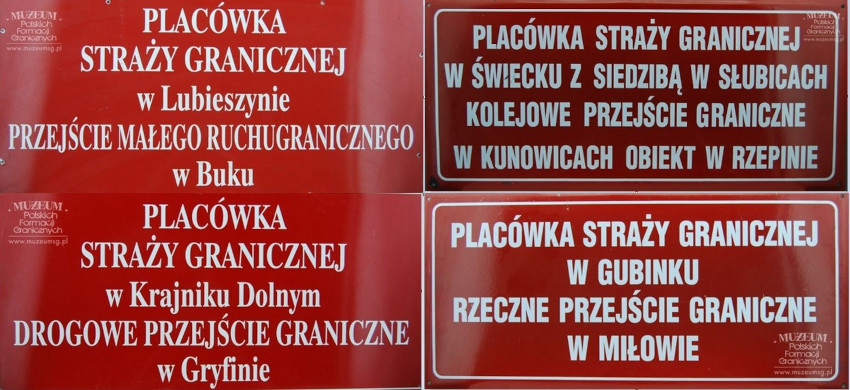 MUZEUM
Polskich
Formacji
Granicznych
www.muzeumsg.pl
PLACÓWKA
STRAŻY GRANICZNEJ
w Lubieszynie
PRZEJŚCIE MAŁEGO RUCHUGRANICZNEGO
w Buku
MUZEUM
Polskich
Formacji
Granicznych
www.muzeumsg.pl
PLACÓWKA STRAŻY GRANICZNEJ
W ŚWIECKU Z SIEDZIBĄ W SŁUBICACH
KOLEJOWE PRZEJŚCIE GRANICZNE
W KUNOWICACH OBIEKT W RZEPINIE
MUZEUM
Polskich
Formacji
Granicznych
www.muzeumsg.pl
PLACÓWKA
STRAŻY GRANICZNEJ
w Krajniku Dolnym
DROGOWE PRZEJŚCIE GRANICZNE
w Gryfinie
PLACÓWKA STRAŻY GRANICZNEJ
W GUBINKU
RZECZNE PRZEJŚCIE GRANICZNE
W MIŁOWIE
MUZEUM
Polskich
Formacji
Granicznych
www.muzeumsg.pl